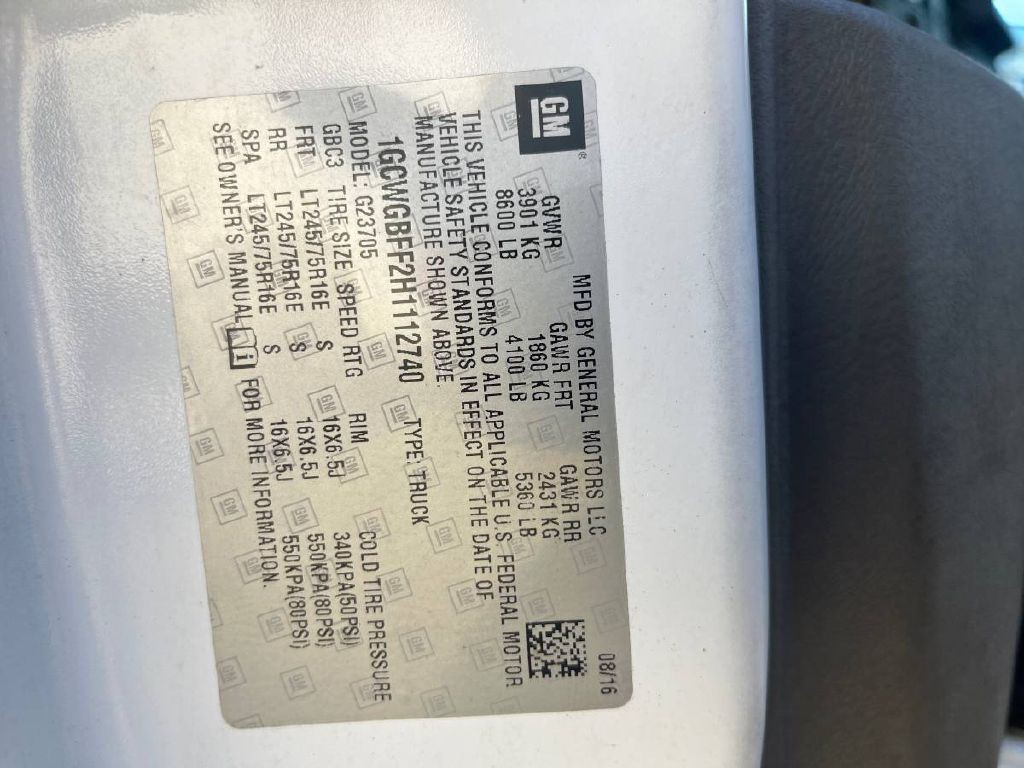 GM
MFD BY GENERAL MOTORS LLC 08/16
GVWR GAWR FRT GAWR RR
3901 KG 1860 KG 2431 KG
8600 LB 4100 LB 5360 LB
THIS VEHICLE CONFORMS TO ALL APPLICABLE U.S. FEDERAL MOTOR
VEHICLE SAFETY STANDARDS IN EFFECT ON THE DATE OF
MANUFACTURE SHOWN ABOVE.
1GCWGBFF2H1112740 TYPE: TRUCK
MODEL: G23705
GBC3 TIRE SIZE SPEED RTG RIM COLD TIRE PRESSURE
FRT LT245/75R16E S 16X6.5J 340KPA(50PSI)
RR LT245/75R16E S 16X6.5J 550KPA(80PSI)
SPA LT245/75R16E S 16X6.5J 550KPA(80PSI)
SEE OWNER'S MANUAL i FOR MORE INFORMATION.